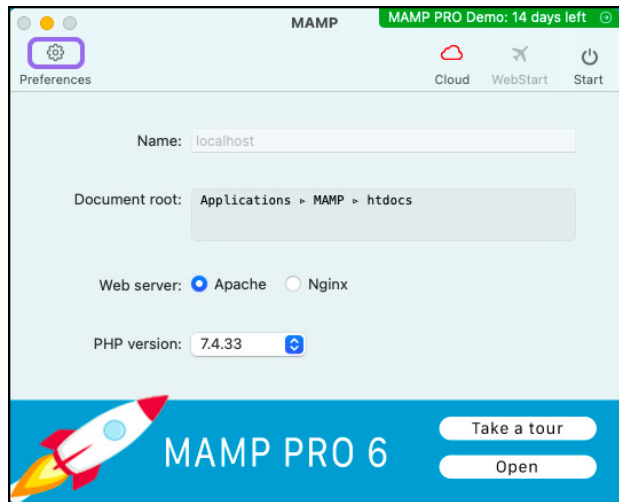 MAMP
MAMP PRO Demo: 14 days left
Preferences
Cloud
WebStart
Start
Name: localhost
Document root: Applications ▹ MAMP ▹ htdocs
Web server: Apache Nginx
PHP version: 7.4.33
MAMP PRO 6
Take a tour
Open